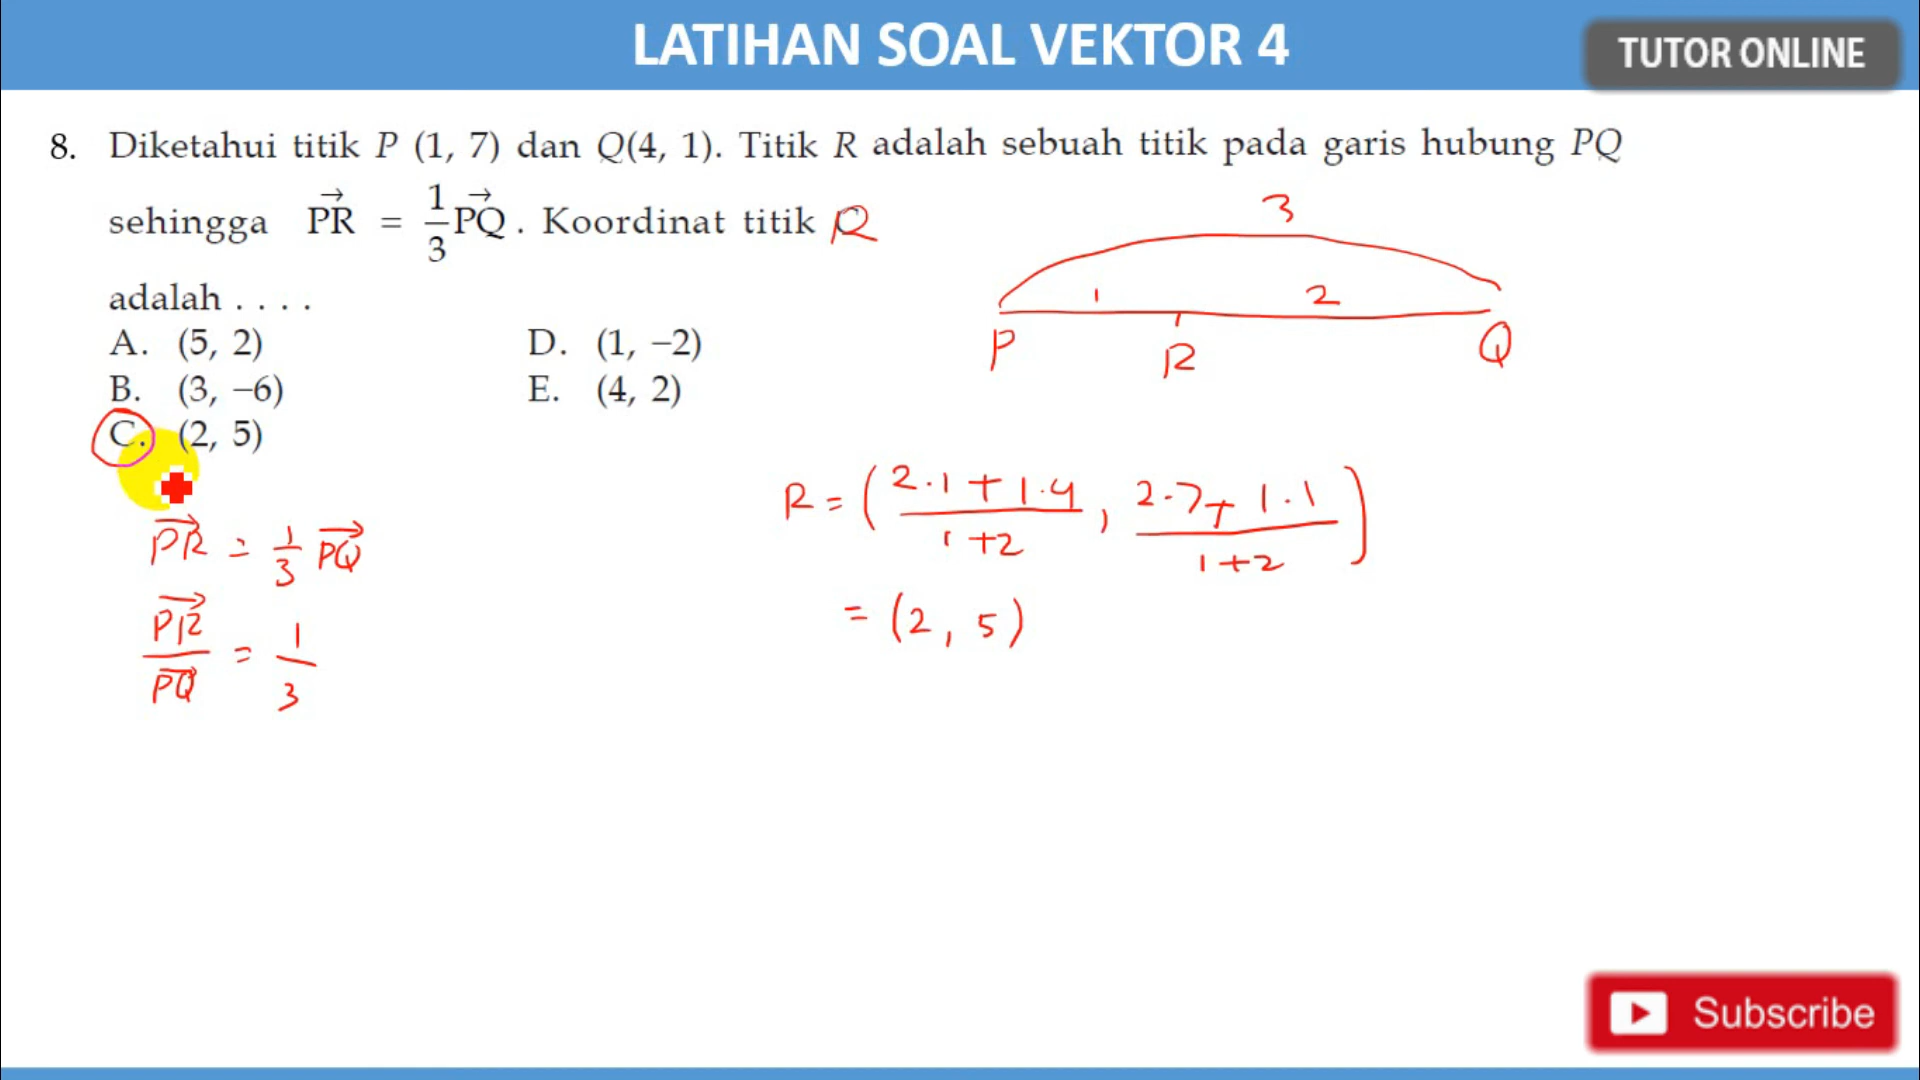 LATIHAN SOAL VEKTOR 4
TUTOR ONLINE
8. Diketahui titik P (1, 7) dan Q(4, 1). Titik R adalah sebuah titik pada garis hubung PQ
sehingga →PR = 1/3 →PQ . Koordinat titik R
adalah . . . .
A. (5, 2)
B. (3, −6)
C. (2, 5)
D. (1, −2)
E. (4, 2)
3
1 2
P R Q
→PR = 1/3 →PQ
→PR/→PQ = 1/3
R = ( (2.1 + 1.4)/(1+2) , (2.7 + 1.1)/(1+2) )
= (2, 5)
Subscribe